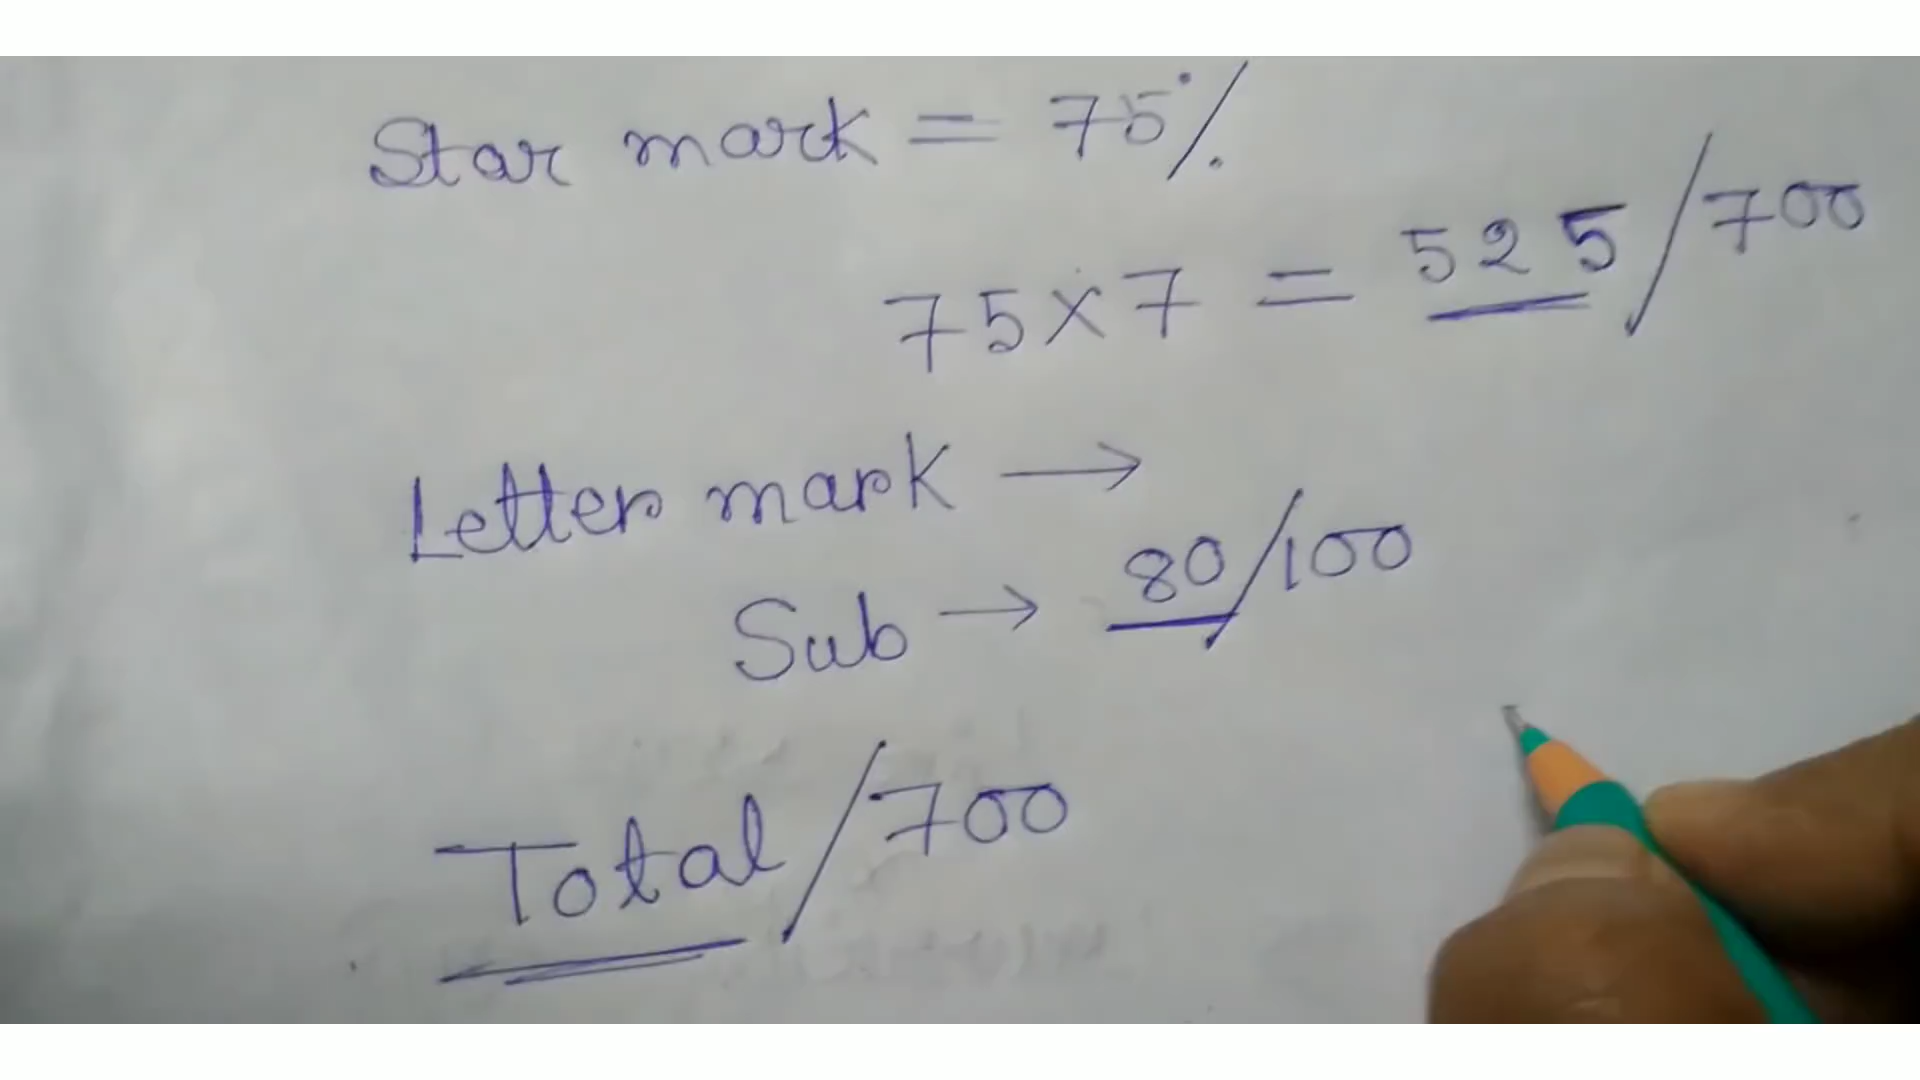 Star mark = 75%
75×7 = 525/700
Letter mark →
Sub → 80/100
Total/700